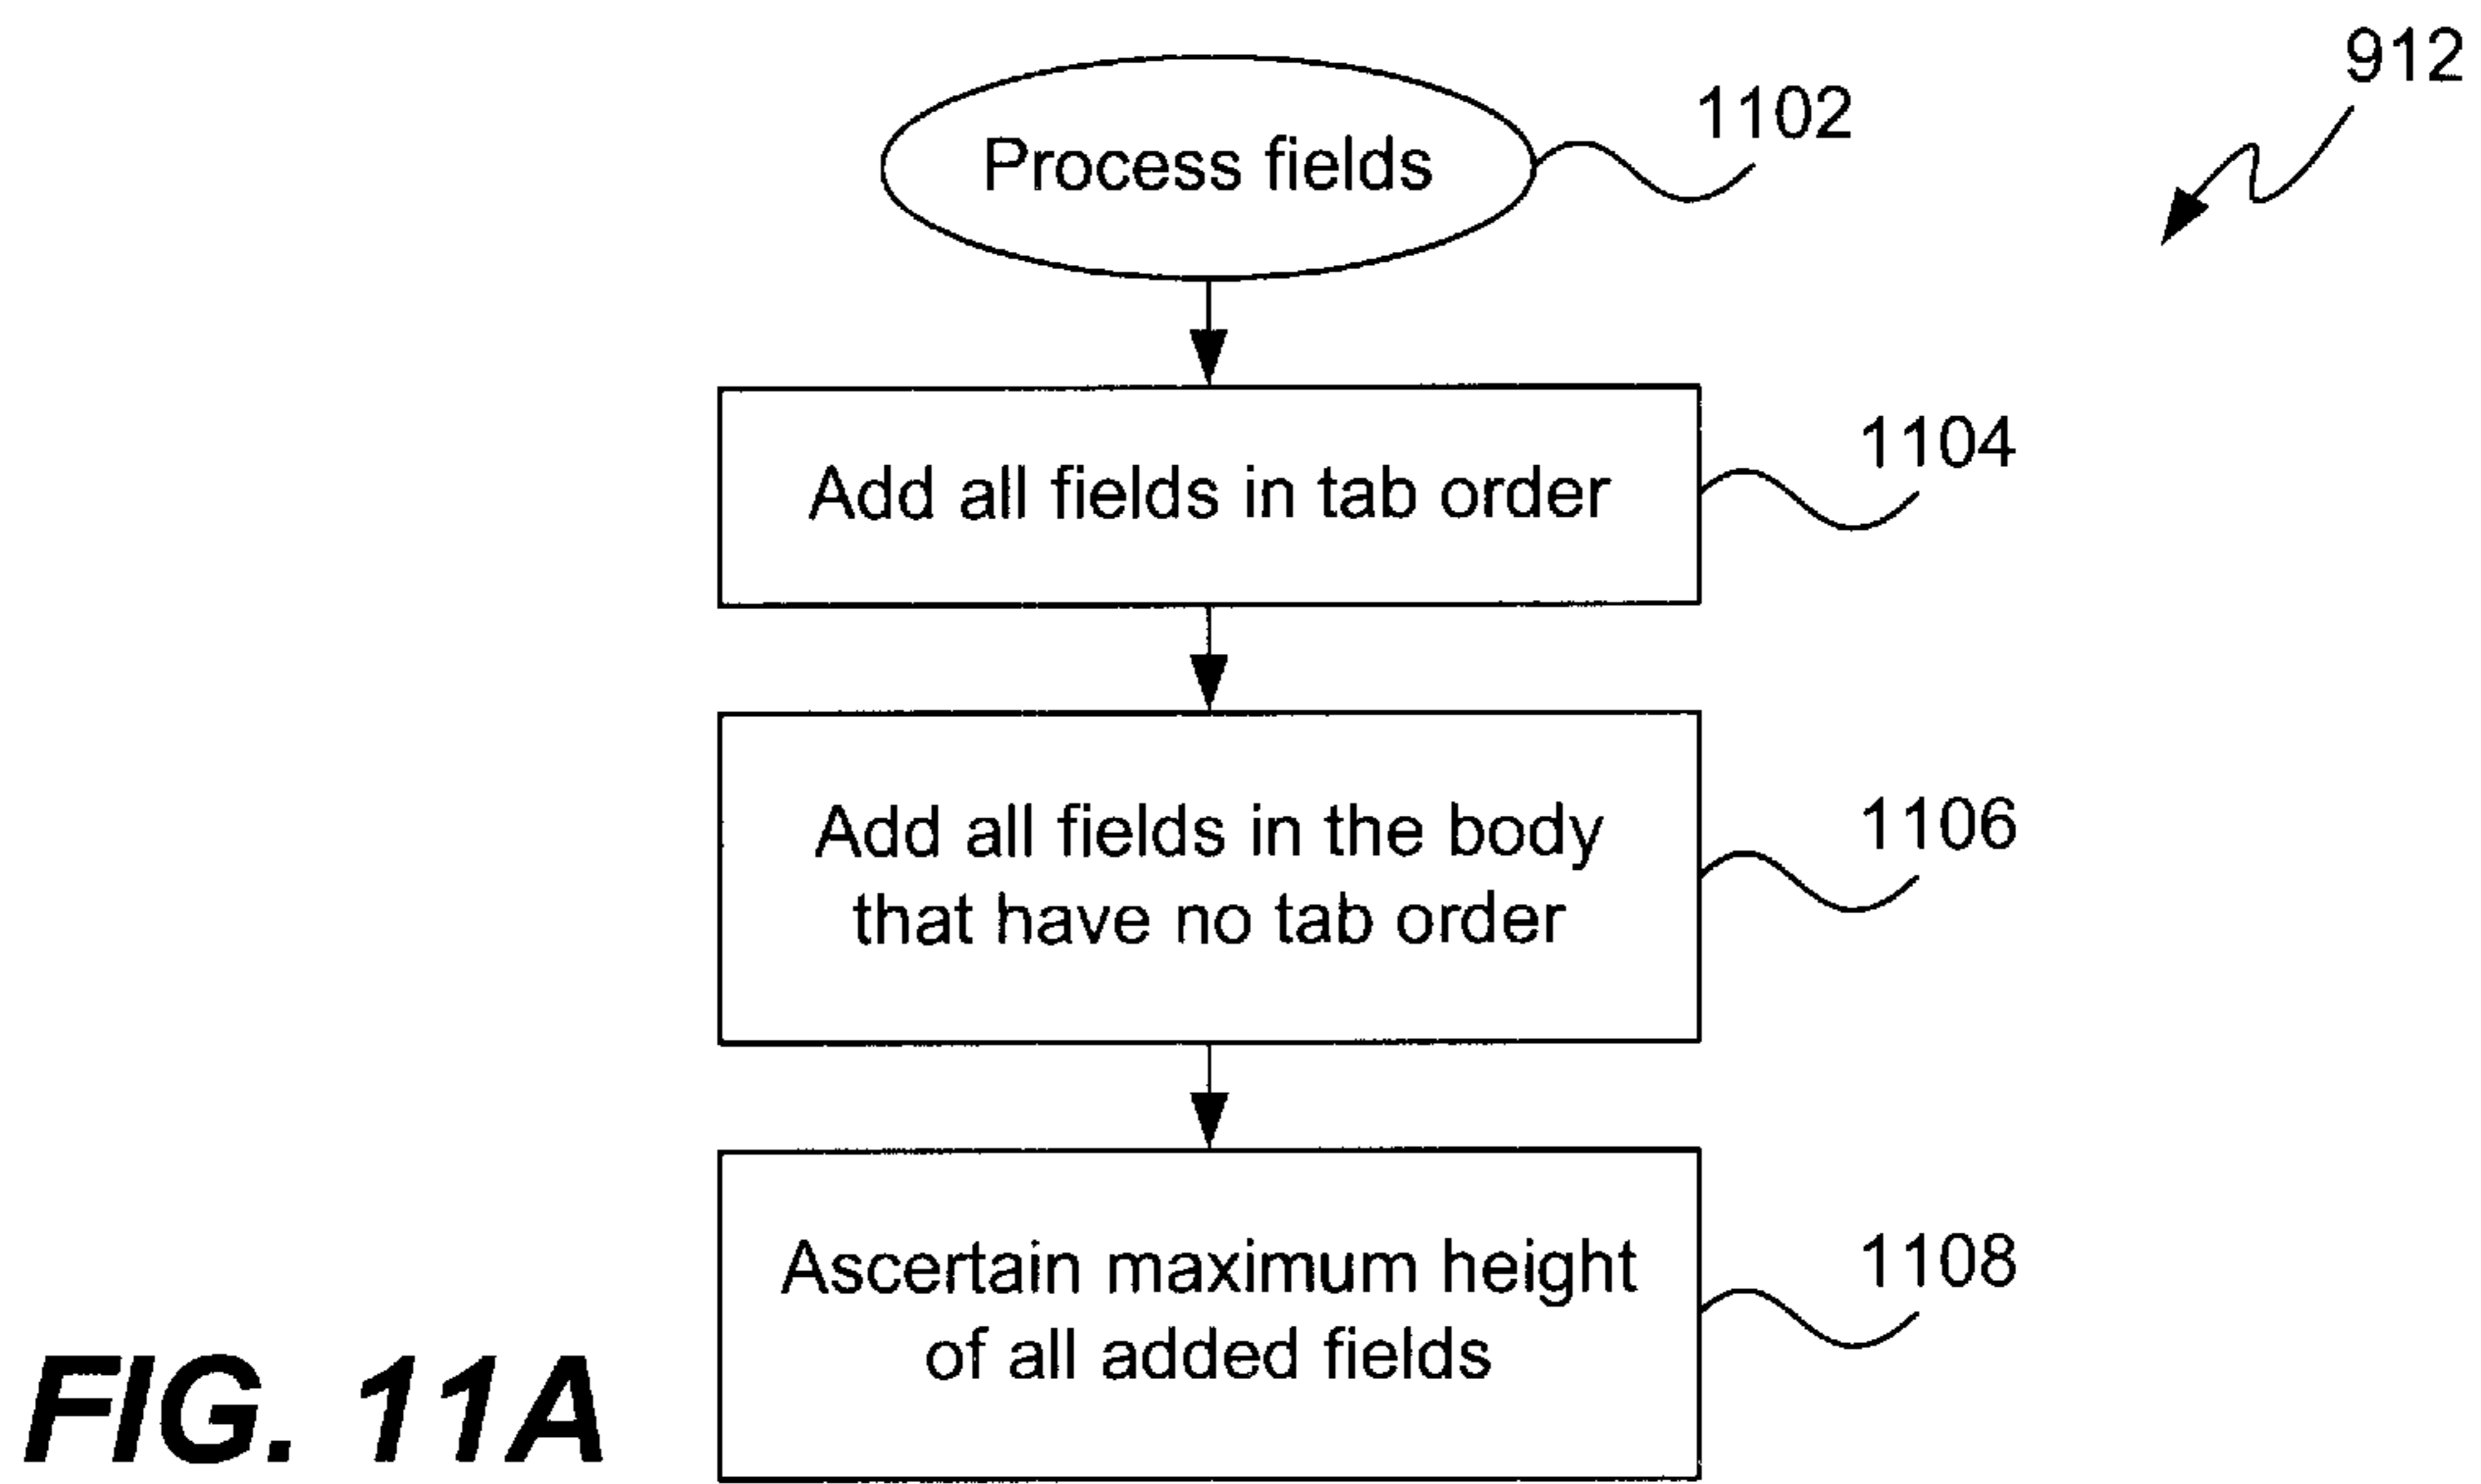 912
Process fields
1102
Add all fields in tab order
1104
Add all fields in the body
that have no tab order
1106
Ascertain maximum height
of all added fields
1108
FIG. 11A